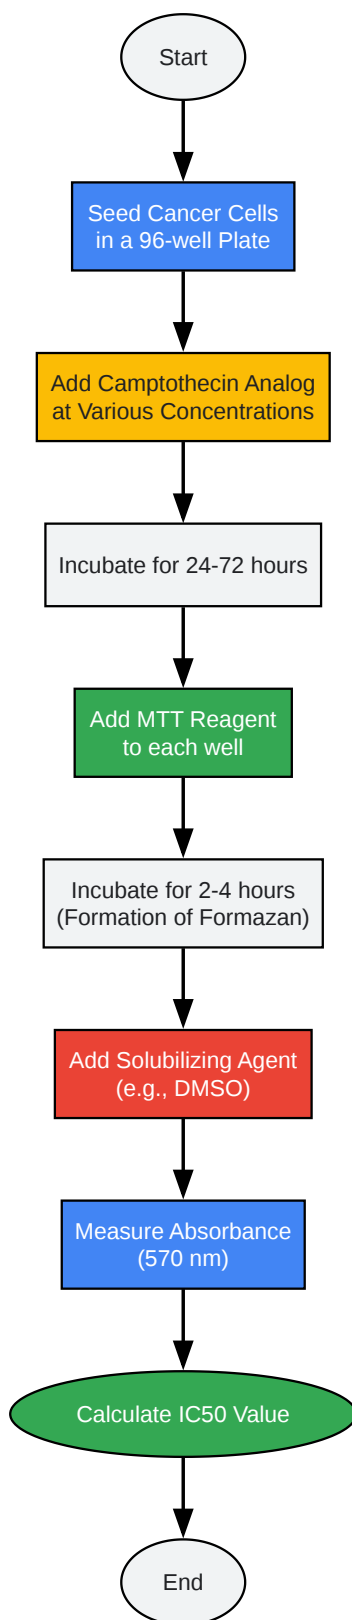 Start
Seed Cancer Cells
in a 96-well Plate
Add Camptothecin Analog
at Various Concentrations
Incubate for 24-72 hours
Add MTT Reagent
to each well
Incubate for 2-4 hours
(Formation of Formazan)
Add Solubilizing Agent
(e.g., DMSO)
Measure Absorbance
(570 nm)
Calculate IC50 Value
End